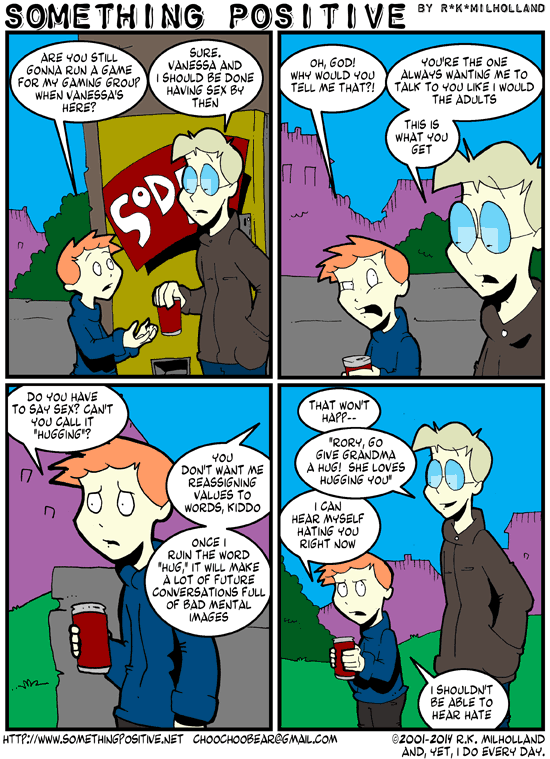 SOMETHING POSITIVE BY R*K*MILHOLLAND
ARE YOU STILL
GONNA RUN A GAME
FOR MY GAMING GROUP
WHEN VANESSA'S
HERE?
SURE.
VANESSA AND
I SHOULD BE DONE
HAVING SEX BY
THEN
SOD
OH, GOD!
WHY WOULD YOU
TELL ME THAT?!
YOU'RE THE ONE
ALWAYS WANTING ME TO
TALK TO YOU LIKE I WOULD
THE ADULTS
THIS IS
WHAT YOU
GET
DO YOU HAVE
TO SAY SEX? CAN'T
YOU CALL IT
"HUGGING"?
YOU
DON'T WANT ME
REASSIGNING
VALUES TO
WORDS, KIDDO
ONCE I
RUIN THE WORD
"HUG," IT WILL MAKE
A LOT OF FUTURE
CONVERSATIONS FULL
OF BAD MENTAL
IMAGES
THAT WON'T
HAPP--
"RORY, GO
GIVE GRANDMA
A HUG! SHE LOVES
HUGGING YOU"
I CAN
HEAR MYSELF
HATING YOU
RIGHT NOW
I SHOULDN'T
BE ABLE TO
HEAR HATE
HTTP://WWW.SOMETHINGPOSITIVE.NET CHOOCHOOBEAR@GMAIL.COM
©2001-2014 R.K. MILHOLLAND
AND, YET, I DO EVERY DAY.